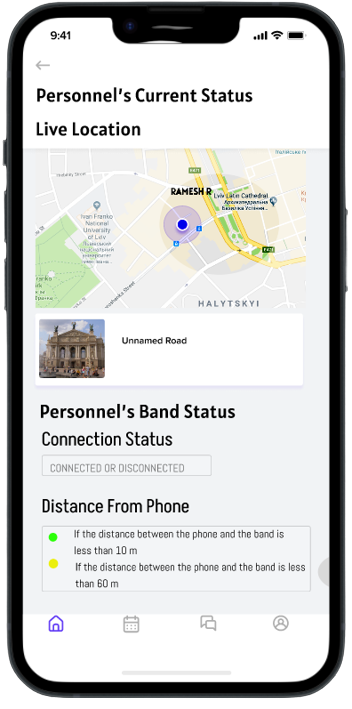 9:41
Personnel's Current Status
Live Location
RAMESH R
Lviv Latin Cathedral
Архикатедральна
Базиліка Успіння...
Ivan Franko
National
University of
Lviv
HALYTSKYI
Unnamed Road
Personnel's Band Status
Connection Status
CONNECTED OR DISCONNECTED
Distance From Phone
If the distance between the phone and the band is
less than 10 m
If the distance between the phone and the band is less
than 60 m